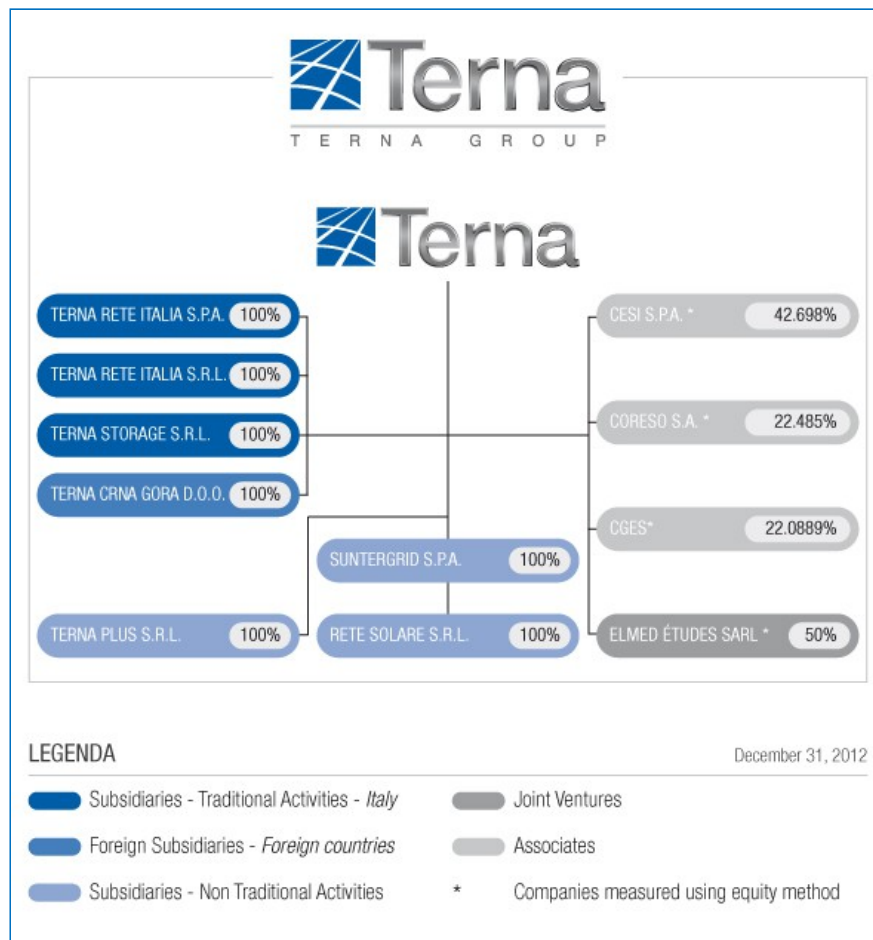 Terna
TERNA GROUP
Terna
TERNA RETE ITALIA S.P.A. 100%
TERNA RETE ITALIA S.R.L. 100%
TERNA STORAGE S.R.L. 100%
TERNA CRNA GORA D.O.O. 100%
TERNA PLUS S.R.L. 100%
SUNTERGRID S.P.A. 100%
RETE SOLARE S.R.L. 100%
CESI S.P.A. * 42.698%
CORESO S.A. * 22.485%
CGES* 22.0889%
ELMED ÉTUDES SARL * 50%
LEGENDA
December 31, 2012
Subsidiaries - Traditional Activities - Italy
Foreign Subsidiaries - Foreign countries
Subsidiaries - Non Traditional Activities
Joint Ventures
Associates
* Companies measured using equity method